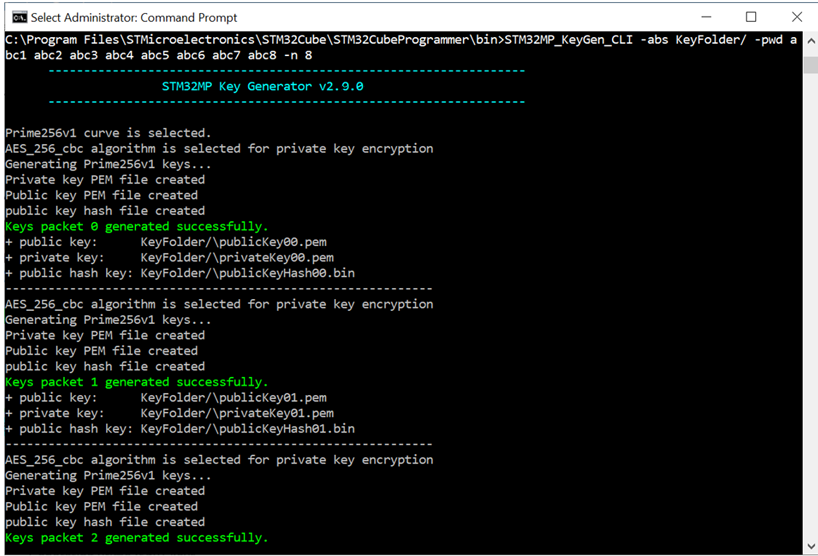 Select Administrator: Command Prompt
C:\Program Files\STMicroelectronics\STM32Cube\STM32CubeProgrammer\bin>STM32MP_KeyGen_CLI -abs KeyFolder/ -pwd a
bc1 abc2 abc3 abc4 abc5 abc6 abc7 abc8 -n 8
-------------------------------------------------------------------
STM32MP Key Generator v2.9.0
-------------------------------------------------------------------
Prime256v1 curve is selected.
AES_256_cbc algorithm is selected for private key encryption
Generating Prime256v1 keys...
Private key PEM file created
Public key PEM file created
public key hash file created
Keys packet 0 generated successfully.
+ public key:      KeyFolder/\publicKey00.pem
+ private key:     KeyFolder/\privateKey00.pem
+ public hash key: KeyFolder/\publicKeyHash00.bin
------------------------------------------------------------
AES_256_cbc algorithm is selected for private key encryption
Generating Prime256v1 keys...
Private key PEM file created
Public key PEM file created
public key hash file created
Keys packet 1 generated successfully.
+ public key:      KeyFolder/\publicKey01.pem
+ private key:     KeyFolder/\privateKey01.pem
+ public hash key: KeyFolder/\publicKeyHash01.bin
------------------------------------------------------------
AES_256_cbc algorithm is selected for private key encryption
Generating Prime256v1 keys...
Private key PEM file created
Public key PEM file created
public key hash file created
Keys packet 2 generated successfully.